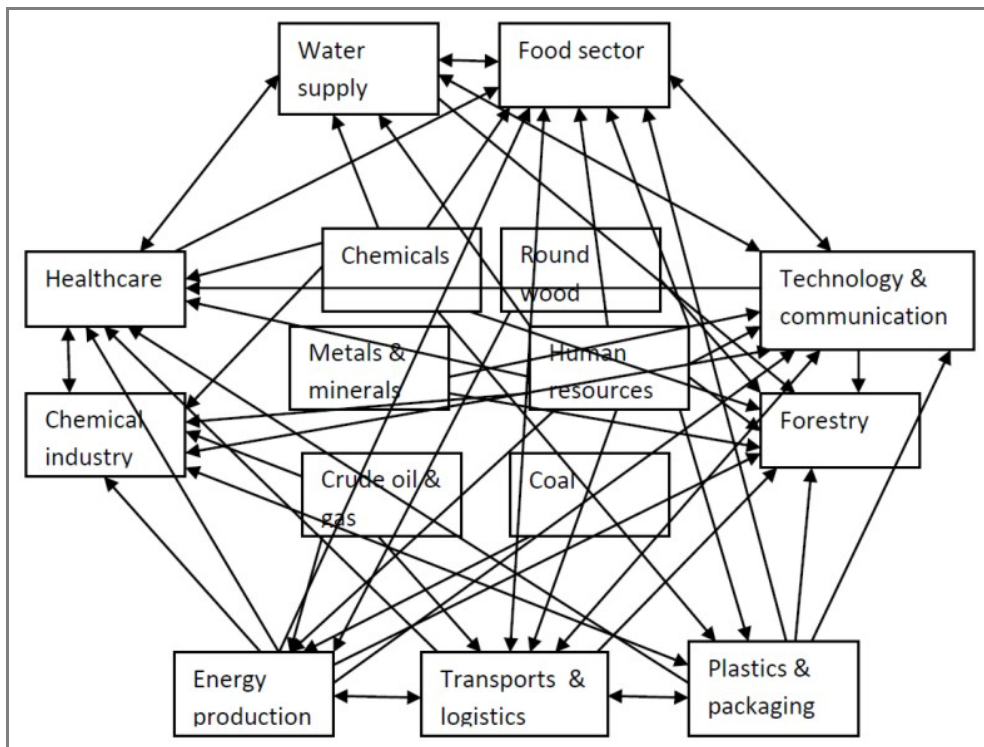 Water
supply
Food sector
Healthcare
Chemicals
Round
wood
Technology &
communication
Metals &
minerals
Human
resources
Chemical
industry
Forestry
Crude oil &
gas
Coal
Energy
production
Transports &
logistics
Plastics &
packaging